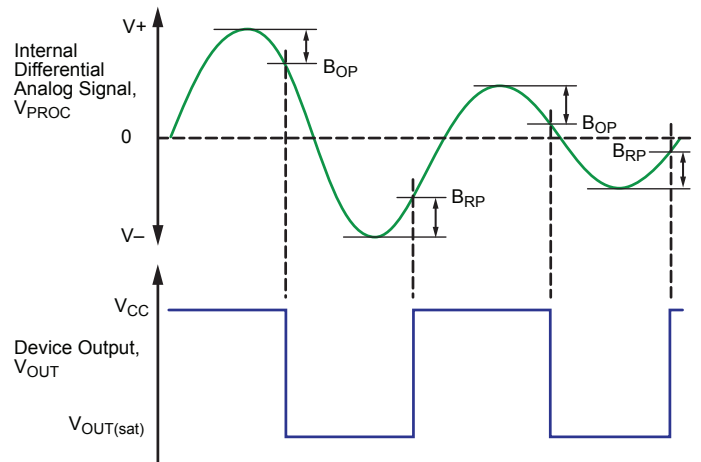 V+
Internal
Differential
Analog Signal,
VPROC
BOP
BOP
0
BRP
BRP
V–
VCC
Device Output,
VOUT
VOUT(sat)